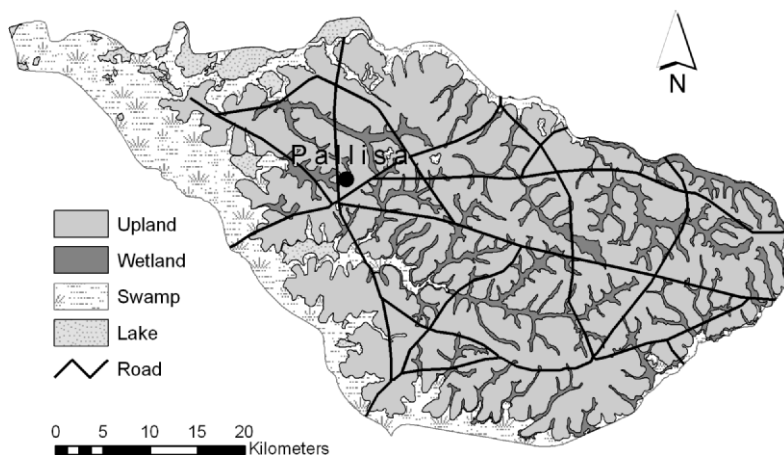 N
Pallisa
Upland
Wetland
Swamp
Lake
Road
0 5 10 15 20
Kilometers